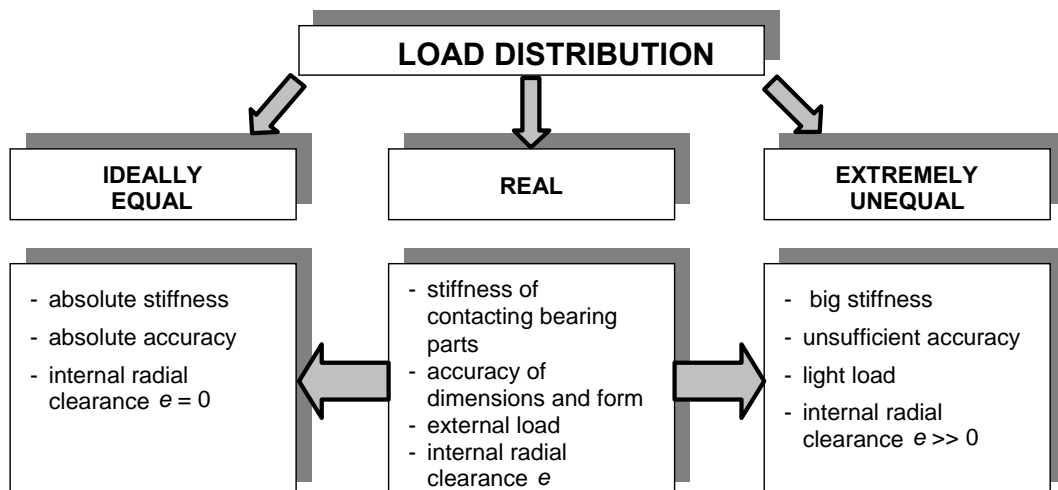 LOAD DISTRIBUTION
IDEALLY
EQUAL
REAL
EXTREMELY
UNEQUAL
- absolute stiffness
- absolute accuracy
- internal radial
clearance e = 0
- stiffness of
contacting bearing
parts
- accuracy of
dimensions and form
- external load
- internal radial
clearance e
- big stiffness
- unsufficient accuracy
- light load
- internal radial
clearance e >> 0